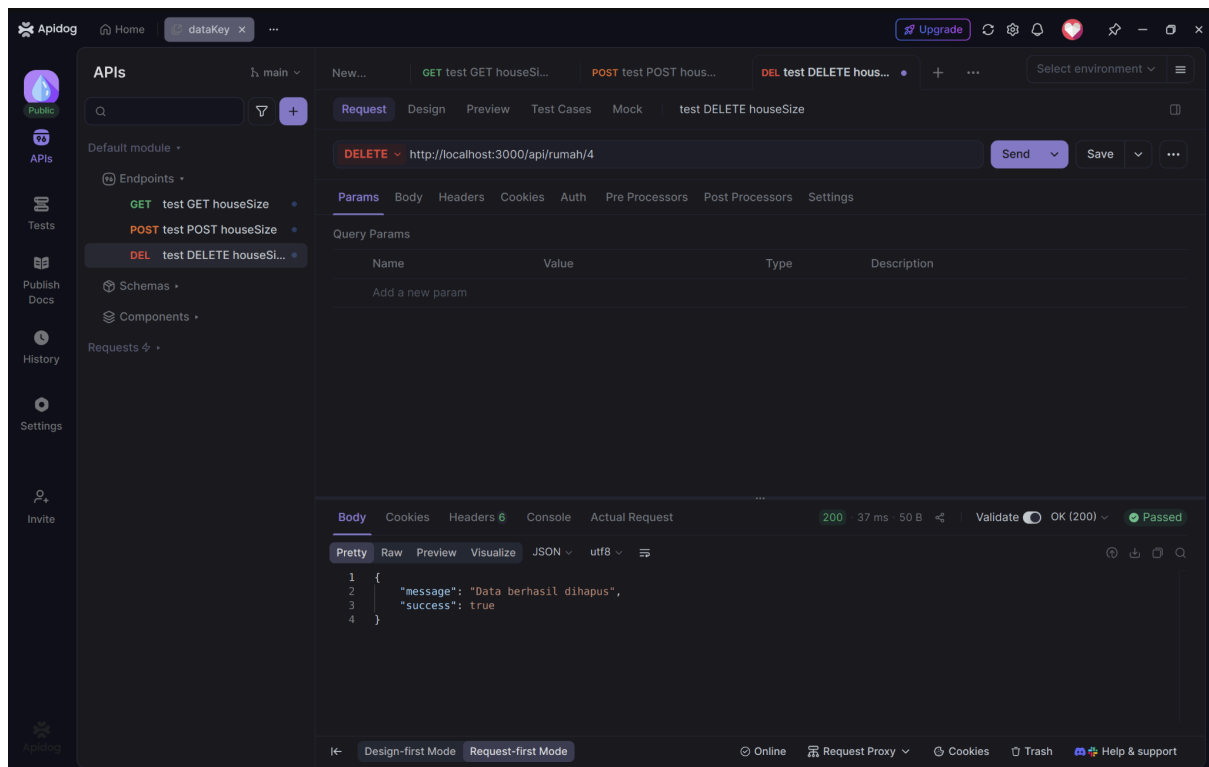 Apidog Home dataKey × ... Upgrade
APIs main
Public
APIs
Tests
Publish
Docs
History
Settings
Invite
Apidog
Default module
Endpoints
GET test GET houseSize
POST test POST houseSize
DEL test DELETE houseSi...
Schemas
Components
Requests
New... GET test GET houseSi... POST test POST hous... DEL test DELETE hous... + ... Select environment
Request Design Preview Test Cases Mock test DELETE houseSize
DELETE http://localhost:3000/api/rumah/4 Send Save ...
Params Body Headers Cookies Auth Pre Processors Post Processors Settings
Query Params
Name Value Type Description
Add a new param
Body Cookies Headers 6 Console Actual Request 200 · 37 ms · 50 B Validate OK (200) Passed
Pretty Raw Preview Visualize JSON utf8
1 {
2 "message": "Data berhasil dihapus",
3 "success": true
4 }
Design-first Mode Request-first Mode Online Request Proxy Cookies Trash Help & support